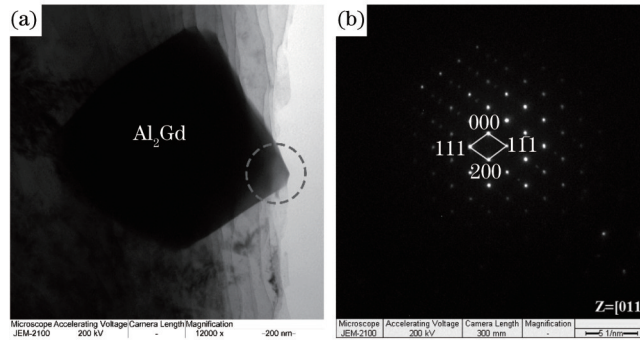 (a)
Al₂Gd
Microscope Accelerating Voltage Camera Length Magnification
JEM-2100 200 kV - 12000 x -200 nm-
(b)
000
111 111
200
Z=[011
Microscope Accelerating Voltage Camera Length Magnification
JEM-2100 200 kV 300 mm - 5 1/nm